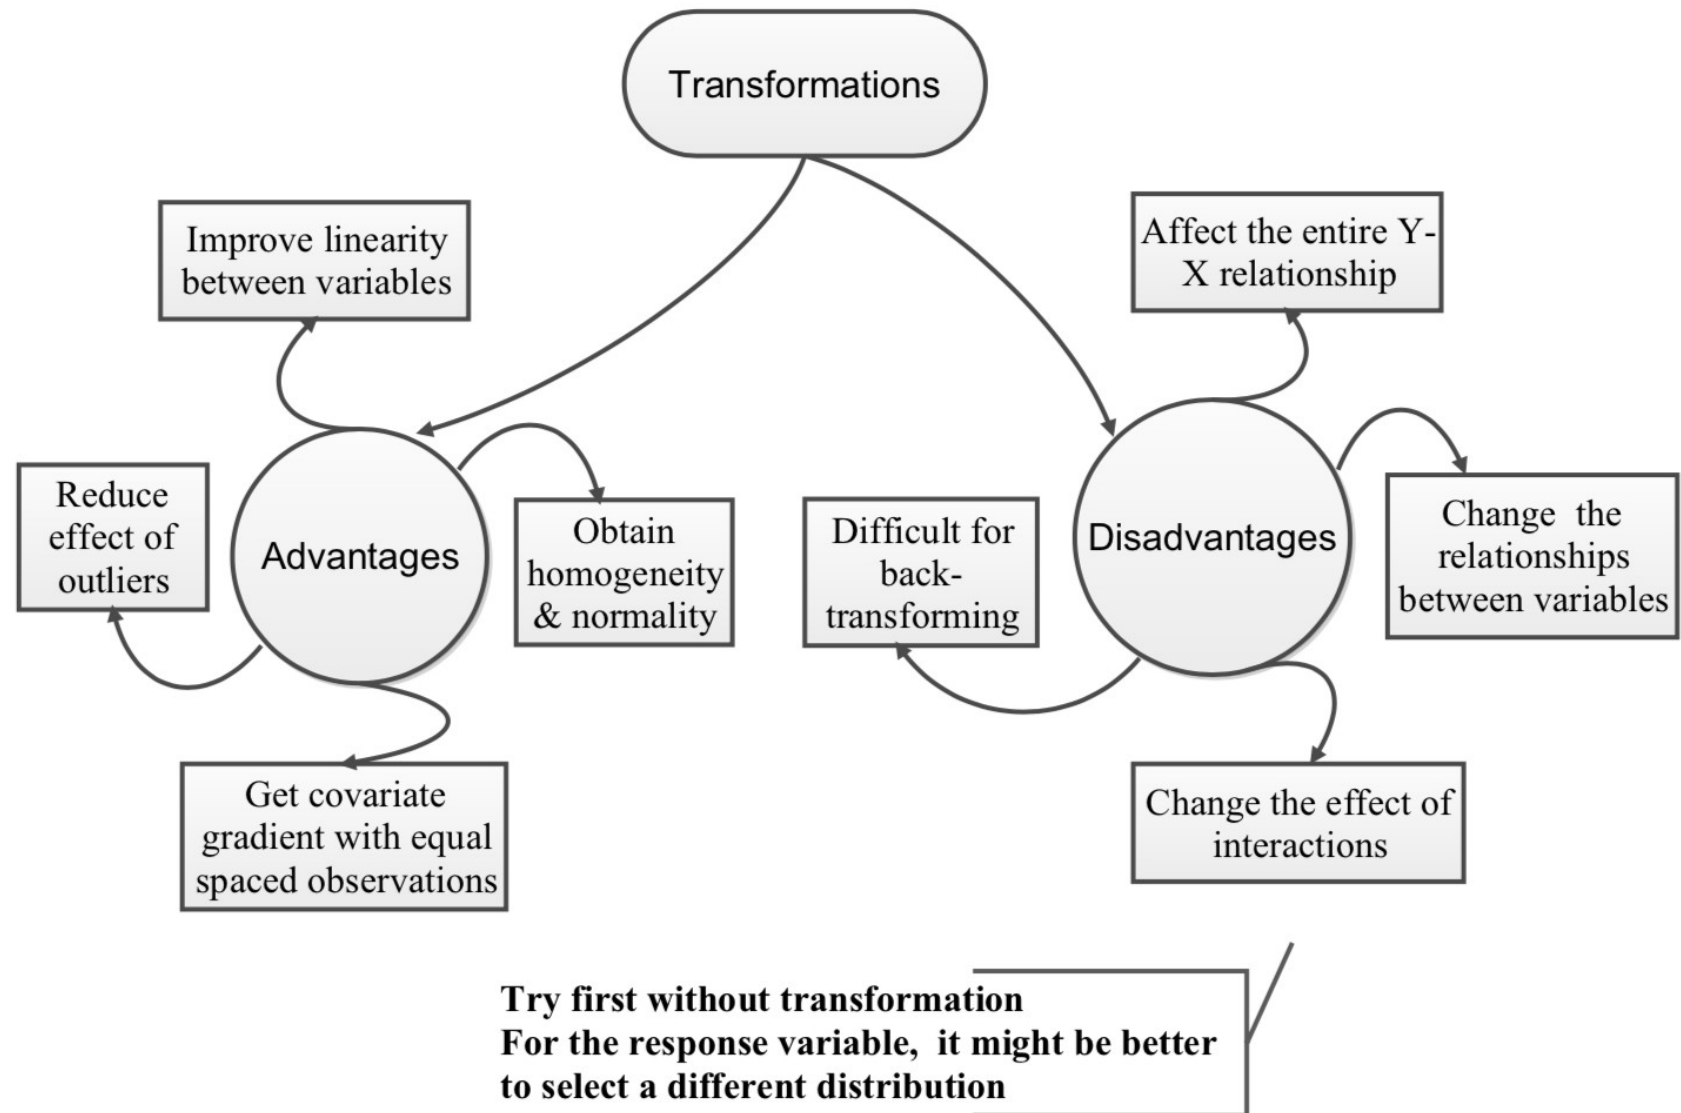 Transformations
Improve linearity
between variables
Affect the entire Y-
X relationship
Reduce
effect of
outliers
Advantages
Obtain
homogeneity
& normality
Difficult for
back-
transforming
Disadvantages
Change  the
relationships
between variables
Get covariate
gradient with equal
spaced observations
Change the effect of
interactions
Try first without transformation
For the response variable,  it might be better
to select a different distribution